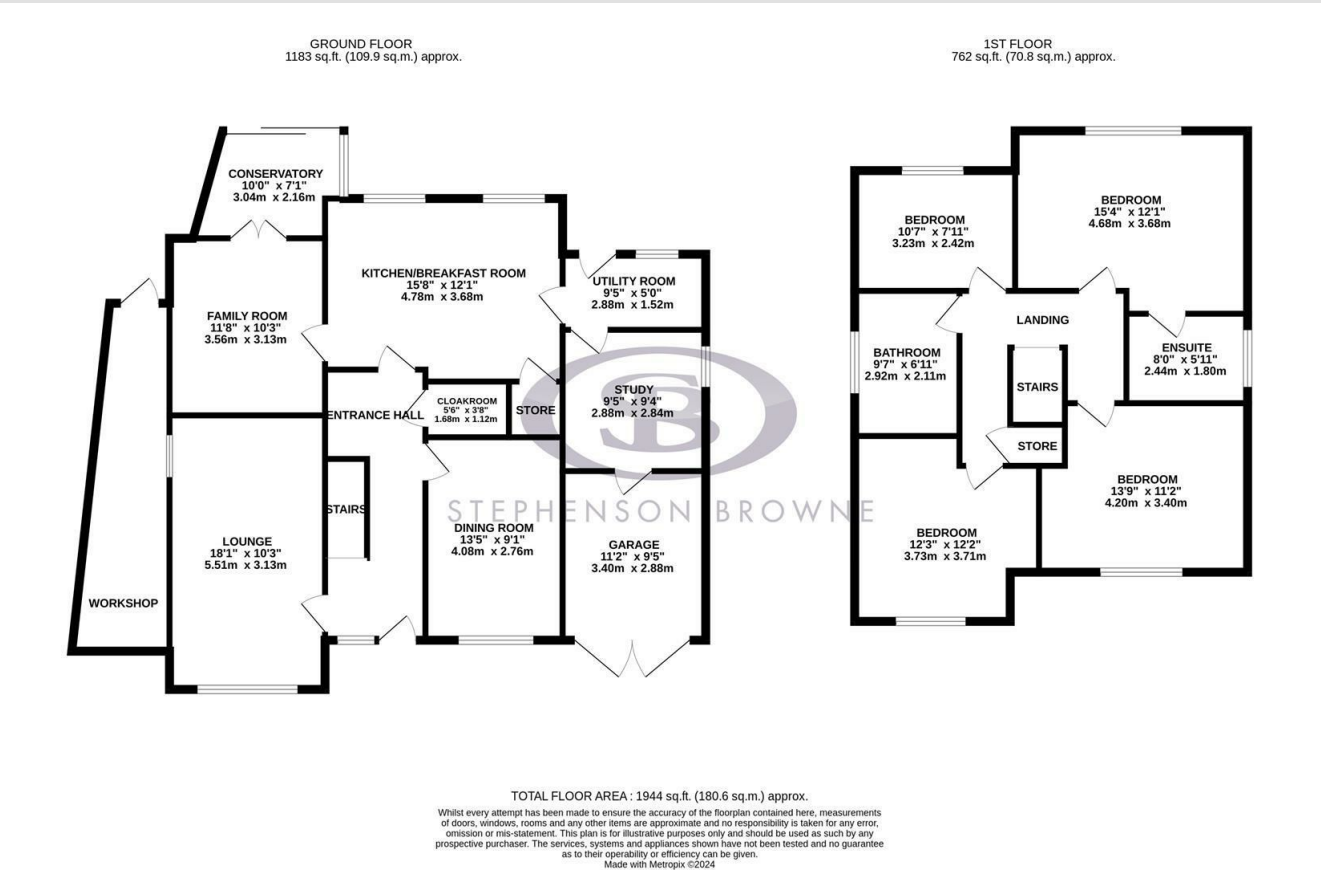 GROUND FLOOR
1183 sq.ft. (109.9 sq.m.) approx.
1ST FLOOR
762 sq.ft. (70.8 sq.m.) approx.
CONSERVATORY
10'0" x 7'1"
3.04m x 2.16m
KITCHEN/BREAKFAST ROOM
15'8" x 12'1"
4.78m x 3.68m
UTILITY ROOM
9'5" x 5'0"
2.88m x 1.52m
FAMILY ROOM
11'8" x 10'3"
3.56m x 3.13m
ENTRANCE HALL
CLOAKROOM
5'6" x 3'8"
1.68m x 1.12m
STORE
STUDY
9'5" x 9'4"
2.88m x 2.84m
STAIRS
LOUNGE
18'1" x 10'3"
5.51m x 3.13m
DINING ROOM
13'5" x 9'1"
4.08m x 2.76m
GARAGE
11'2" x 9'5"
3.40m x 2.88m
WORKSHOP
SB
STEPHENSON BROWNE
BEDROOM
10'7" x 7'11"
3.23m x 2.42m
BEDROOM
15'4" x 12'1"
4.68m x 3.68m
LANDING
BATHROOM
9'7" x 6'11"
2.92m x 2.11m
STAIRS
ENSUITE
8'0" x 5'11"
2.44m x 1.80m
STORE
BEDROOM
13'9" x 11'2"
4.20m x 3.40m
BEDROOM
12'3" x 12'2"
3.73m x 3.71m
TOTAL FLOOR AREA : 1944 sq.ft. (180.6 sq.m.) approx.
Whilst every attempt has been made to ensure the accuracy of the floorplan contained here, measurements
of doors, windows, rooms and any other items are approximate and no responsibility is taken for any error,
omission or mis-statement. This plan is for illustrative purposes only and should be used as such by any
prospective purchaser. The services, systems and appliances shown have not been tested and no guarantee
as to their operability or efficiency can be given.
Made with Metropix ©2024